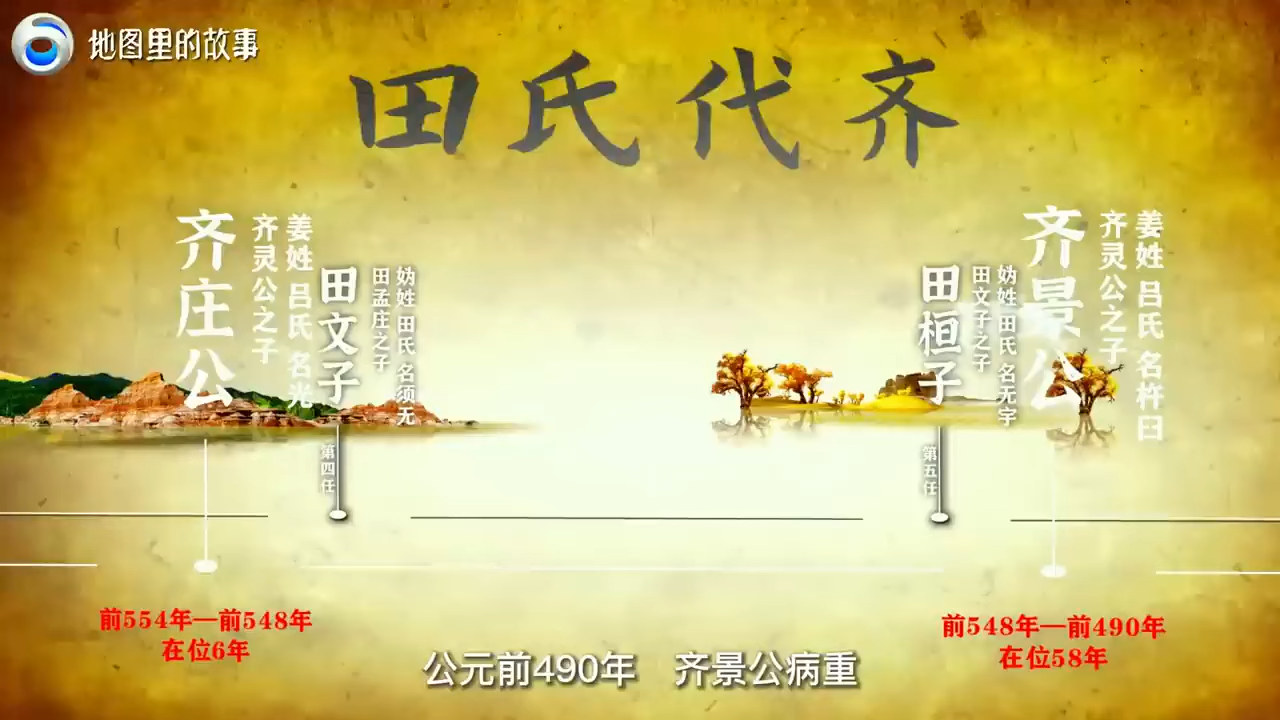 地图里的故事
田氏代齐
齐庄公
姜姓 吕氏 名光
齐灵公之子
田文子
妫姓 田氏 名须无
田孟庄之子
第四任
田桓子
妫姓 田氏 名无宇
田文子之子
第五任
齐景公
姜姓 吕氏 名杵臼
齐灵公之子
前554年—前548年
在位6年
前548年—前490年
在位58年
公元前490年 齐景公病重